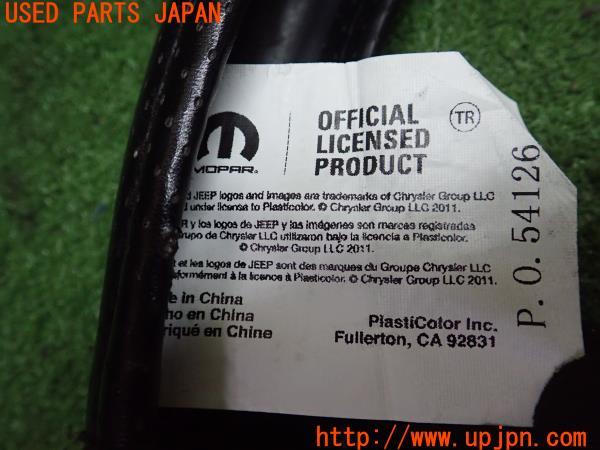 USED PARTS JAPAN
MOPAR®
OFFICIAL
LICENSED
PRODUCT
TR
JEEP logos and images are trademarks of Chrysler Group LLC
under license to Plasticolor. © Chrysler Group LLC 2011.
y los logos de JEEP y las imágenes son marcas registradas
de Chrysler LLC utilizaron bajo la licencia a Plasticolor.
© Chrysler Group LLC 2011.
et les logos de JEEP sont des marques du Groupe Chrysler LLC
à la licence à Plasticolor. © Chrysler Group LLC 2011.
in China
en China
en Chine
PlastiColor Inc.
Fullerton, CA 92831
P.O.54126
http://www.upjpn.com/